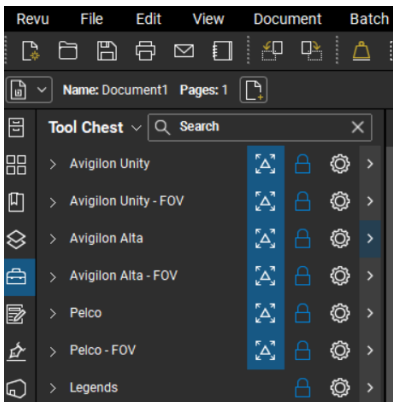 Revu File Edit View Document Batch
Name: Document1 Pages: 1
Tool Chest Search
Avigilon Unity
Avigilon Unity - FOV
Avigilon Alta
Avigilon Alta - FOV
Pelco
Pelco - FOV
Legends